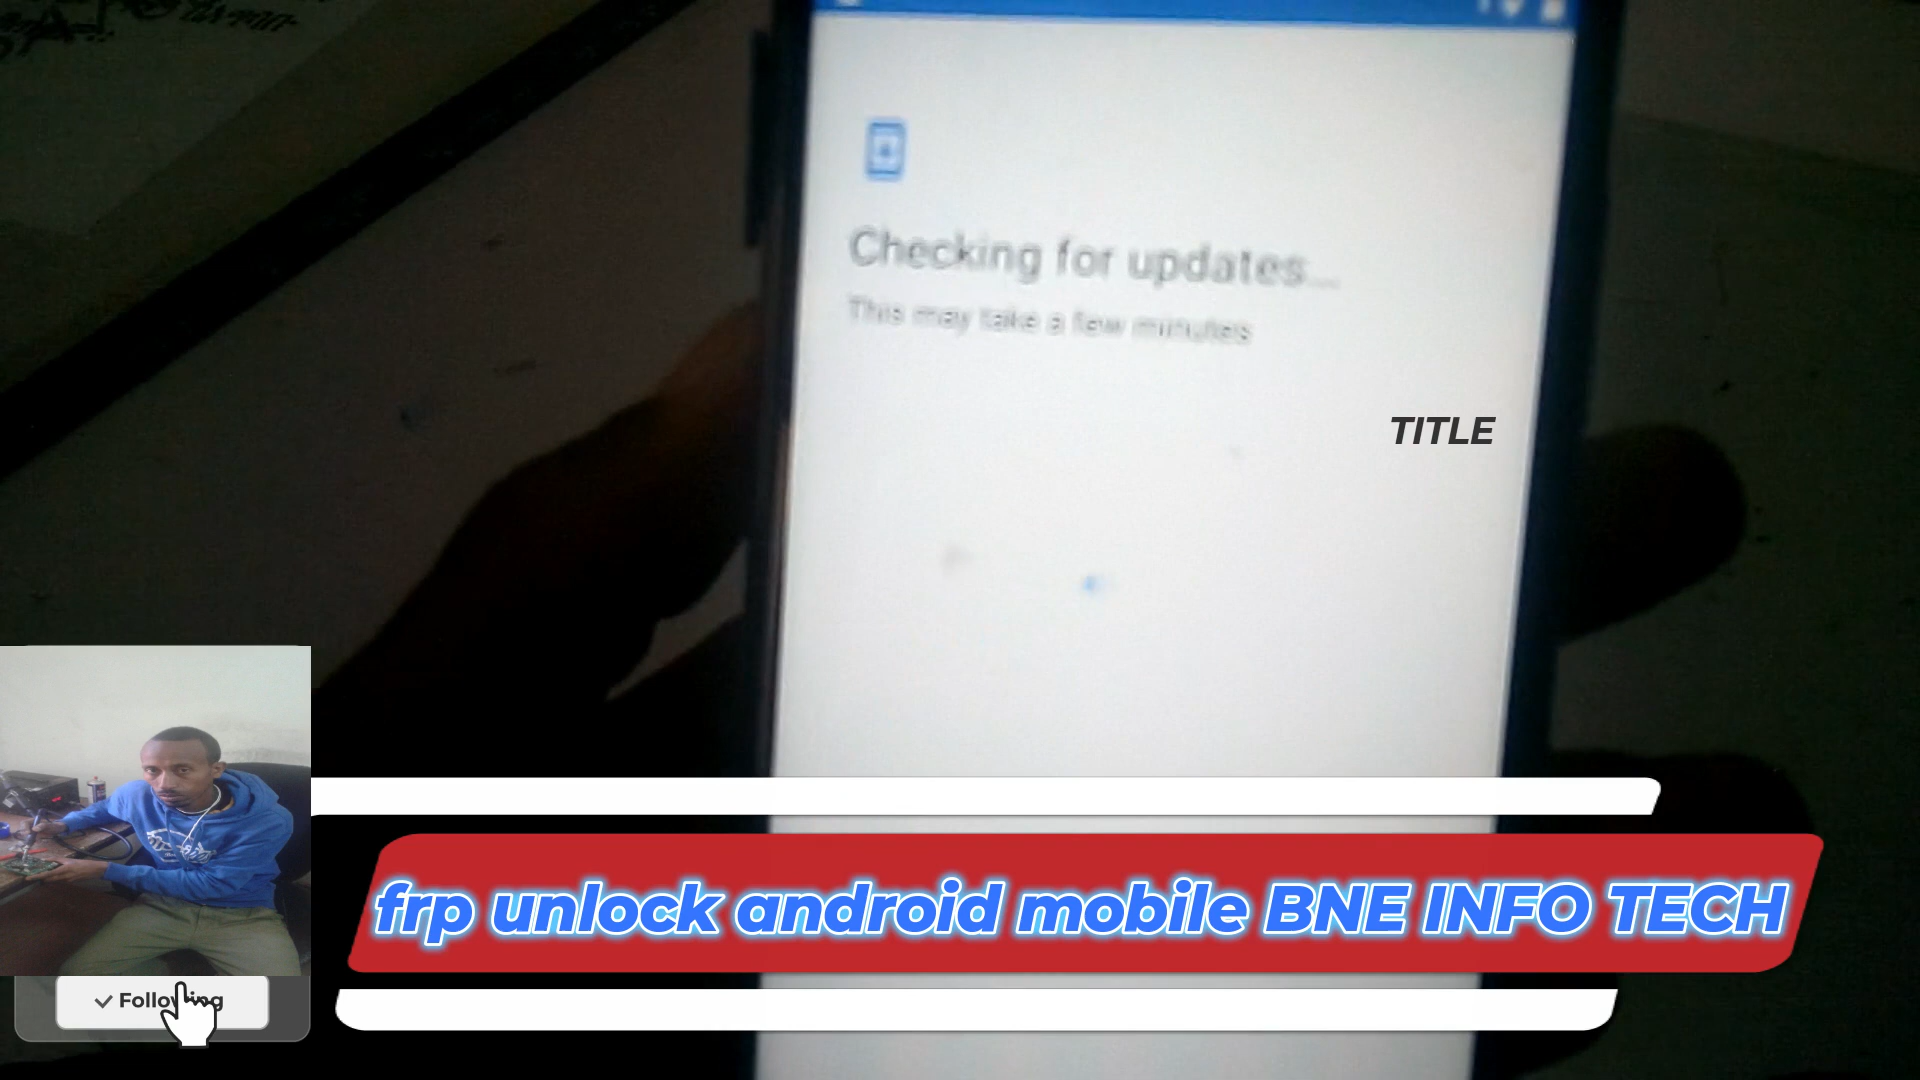 Checking for updates...
This may take a few minutes
TITLE
frp unlock android mobile BNE INFO TECH
Following